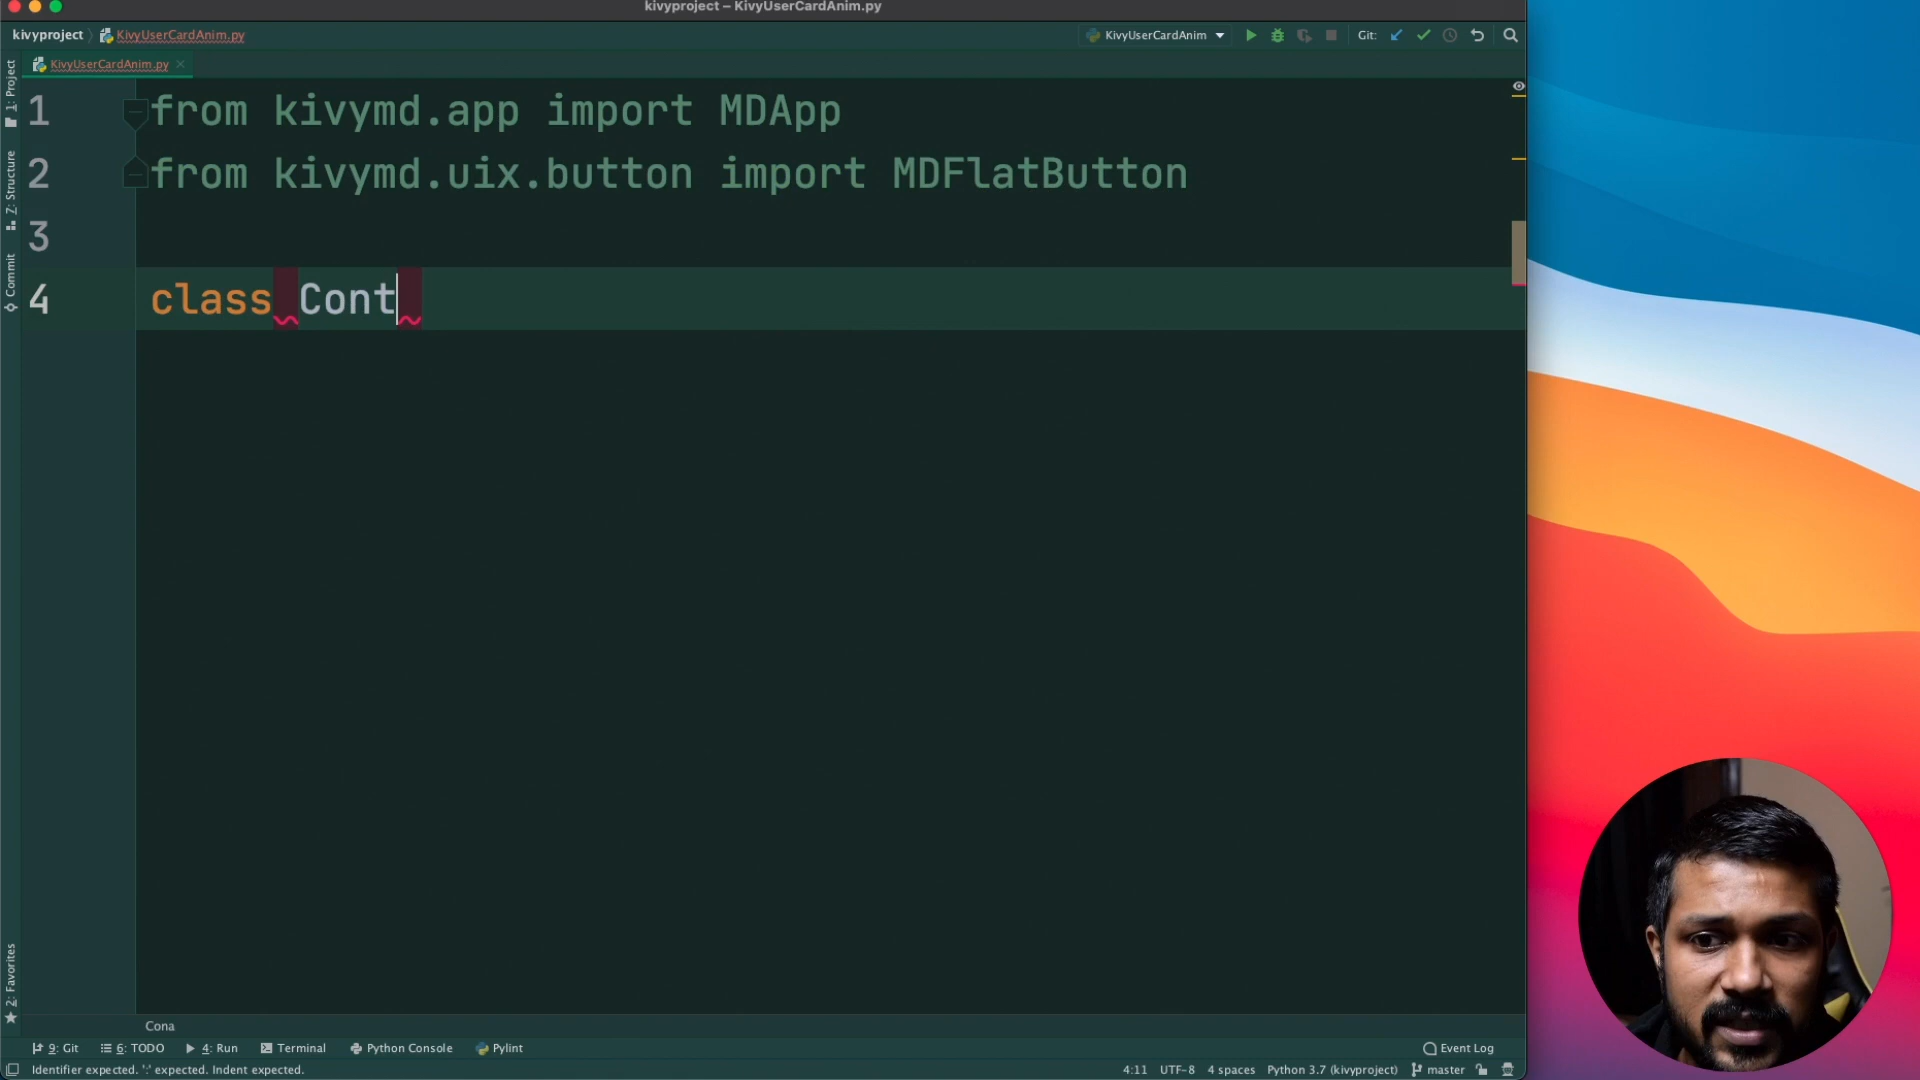 kivyproject – KivyUserCardAnim.py
kivyproject KivyUserCardAnim.py
KivyUserCardAnim Git:
KivyUserCardAnim.py
1: Project
Z: Structure
Commit
2: Favorites
1 from kivymd.app import MDApp
2 from kivymd.uix.button import MDFlatButton
3
4 class Cont
Cona
9: Git 6: TODO 4: Run Terminal Python Console Pylint Event Log
Identifier expected. ':' expected. Indent expected. 4:11 UTF-8 4 spaces Python 3.7 (kivyproject) master